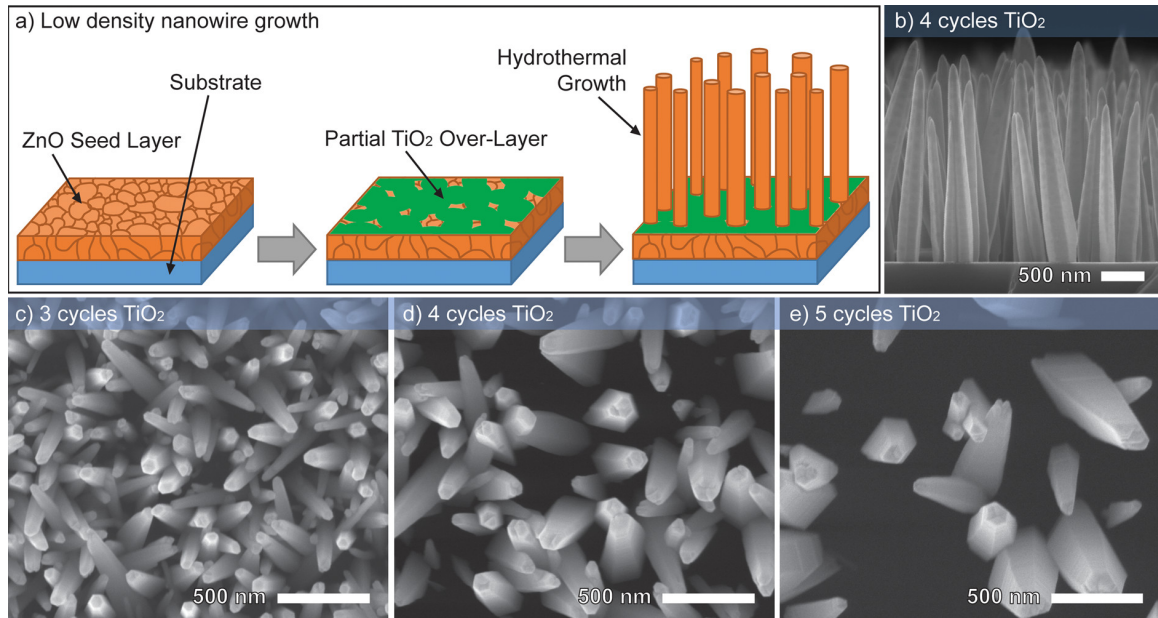 a) Low density nanowire growth
Substrate
ZnO Seed Layer
Partial TiO₂ Over-Layer
Hydrothermal
Growth
b) 4 cycles TiO₂
500 nm
c) 3 cycles TiO₂
500 nm
d) 4 cycles TiO₂
500 nm
e) 5 cycles TiO₂
500 nm